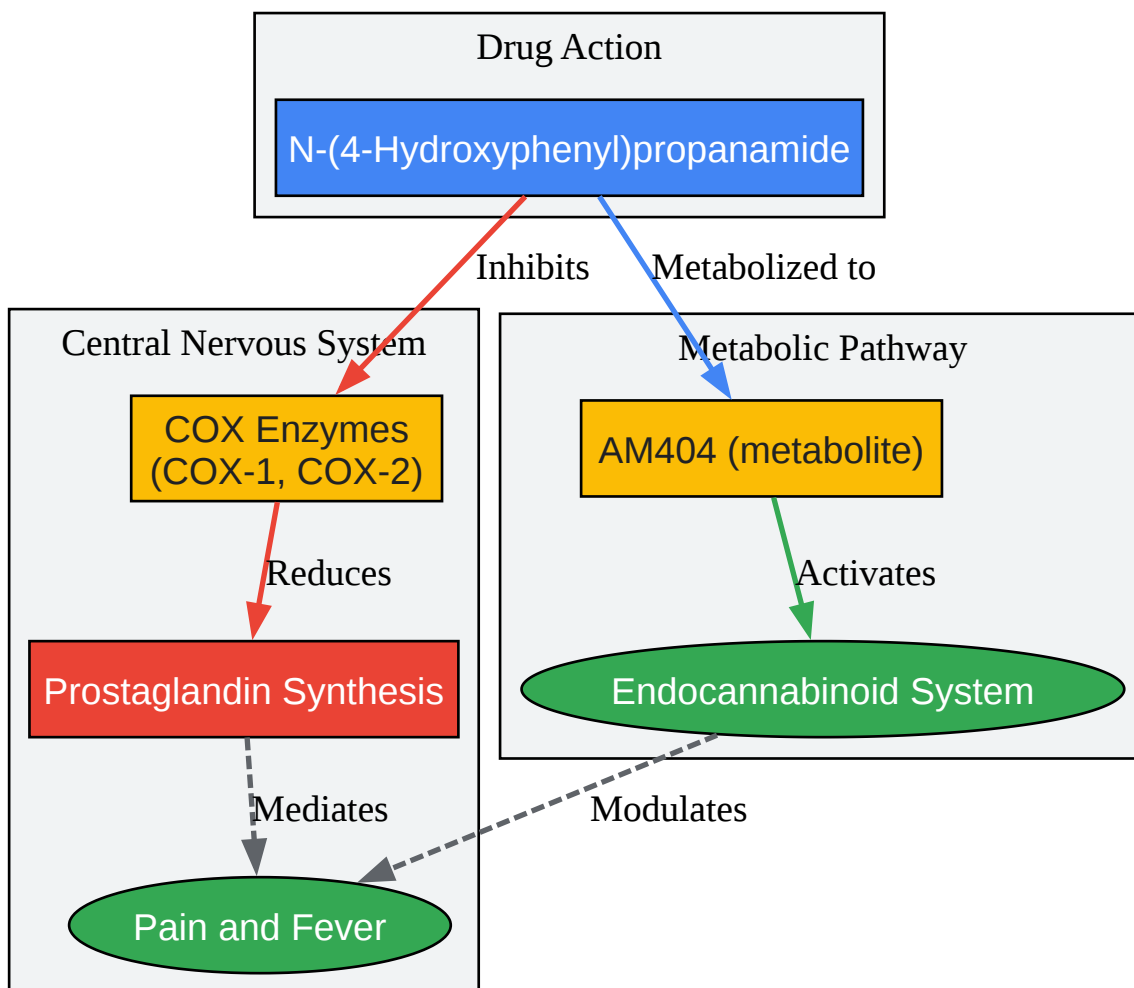 Drug Action
N-(4-Hydroxyphenyl)propanamide
Inhibits
Metabolized to
Central Nervous System
Metabolic Pathway
COX Enzymes
(COX-1, COX-2)
AM404 (metabolite)
Reduces
Activates
Prostaglandin Synthesis
Endocannabinoid System
Mediates
Modulates
Pain and Fever